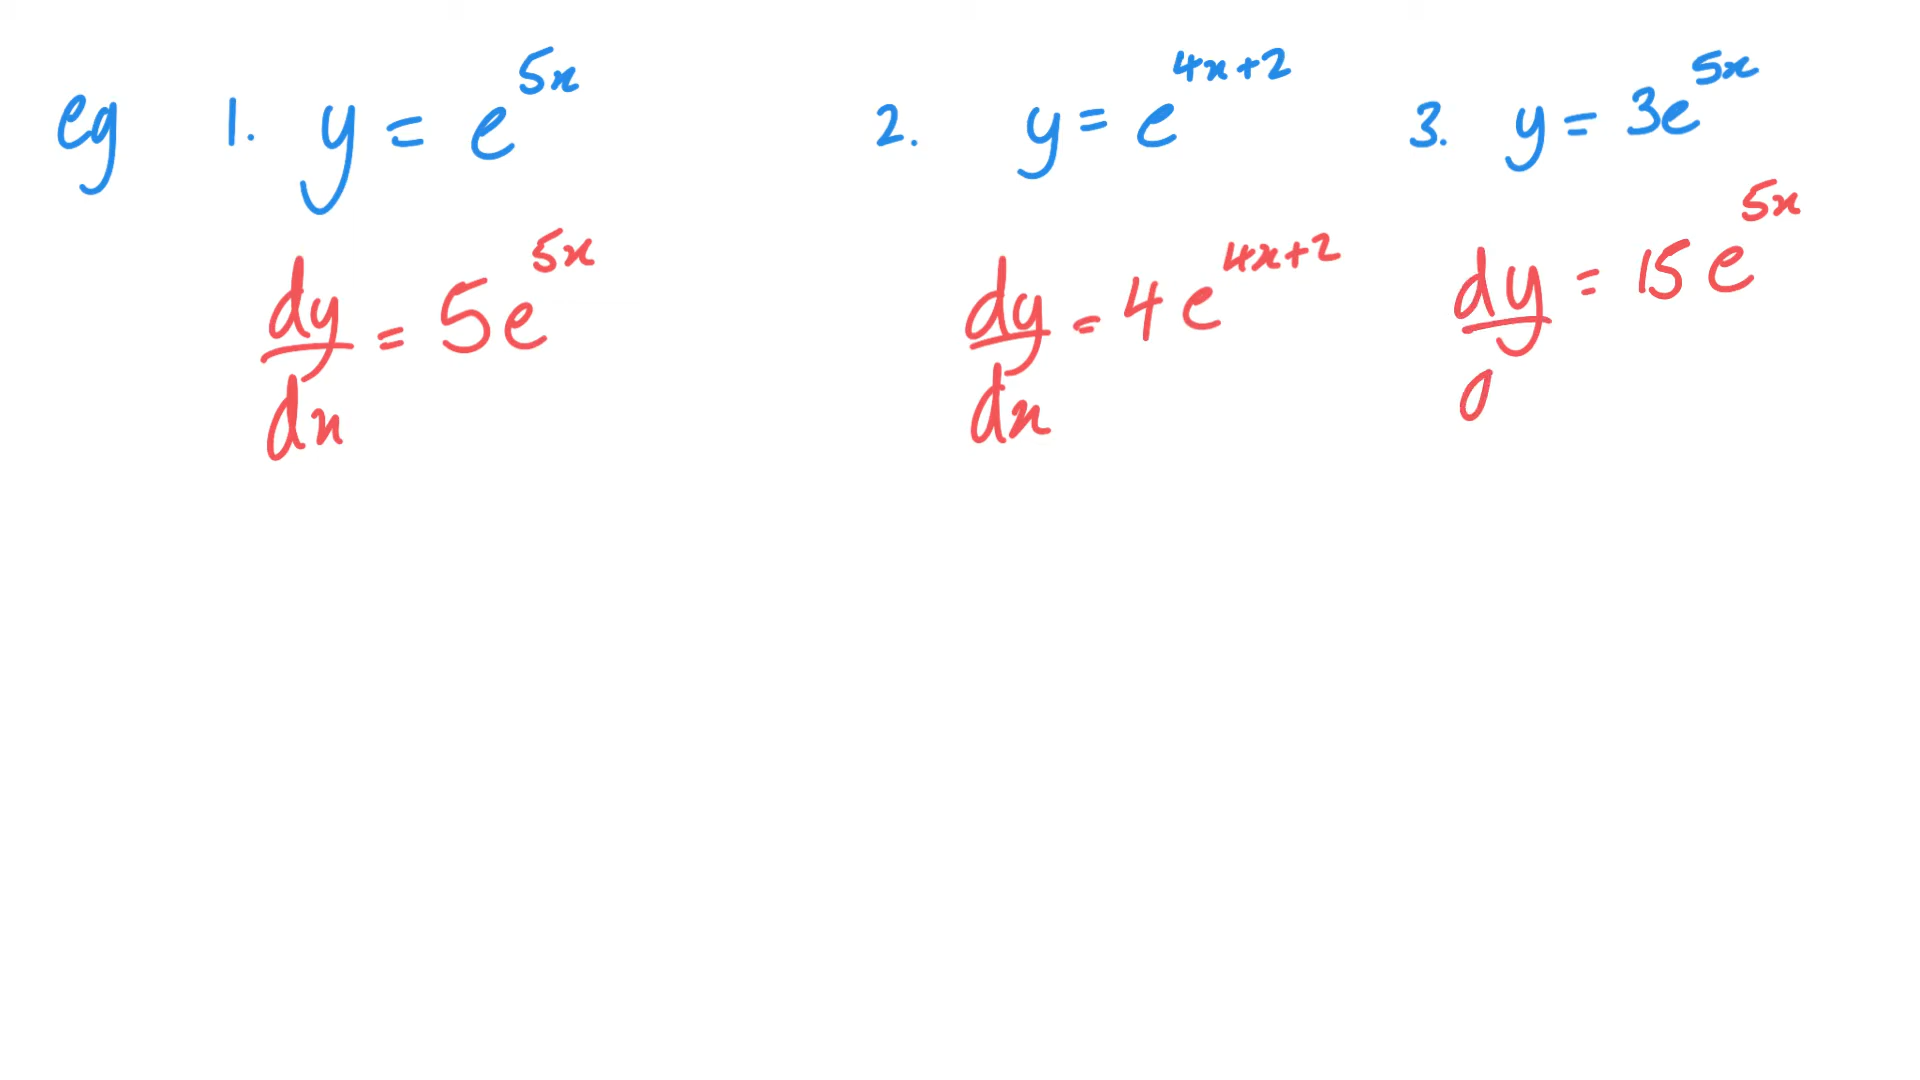 eg 1. y = e^{5x} 2. y = e^{4x+2} 3. y = 3e^{5x}
dy/dx = 5e^{5x} dy/dx = 4e^{4x+2} dy/ = 15e^{5x}